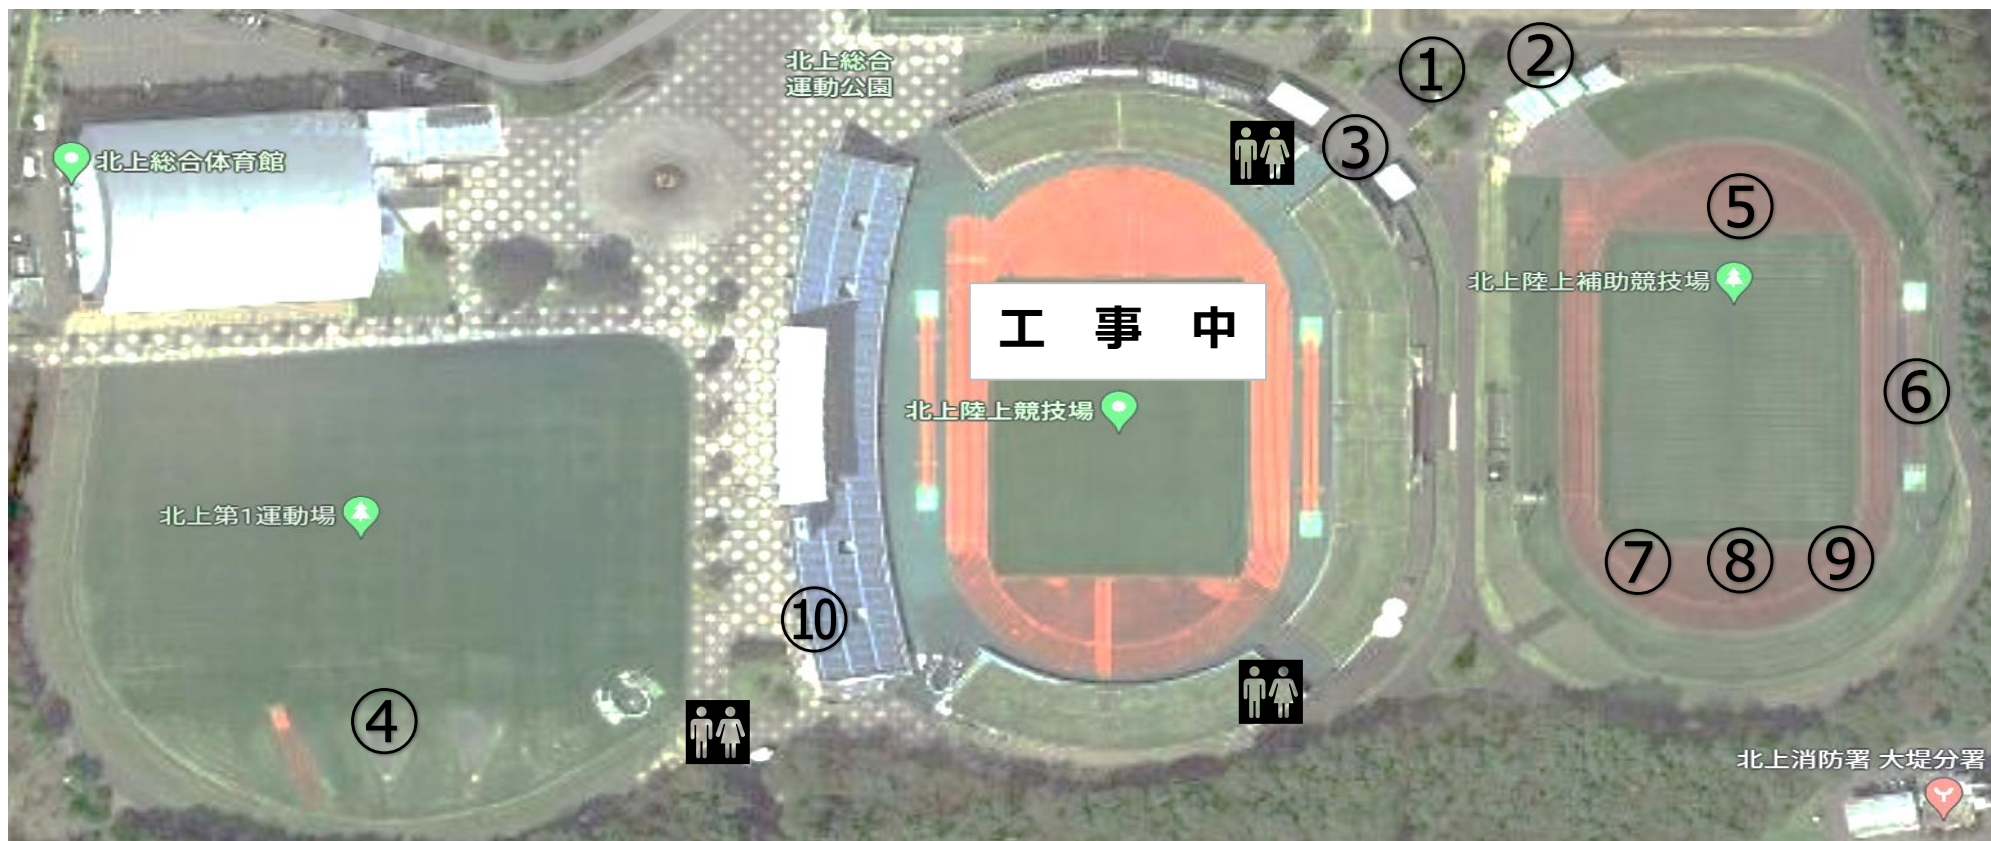 北上総合
運動公園
①
②
③
北上総合体育館
⑤
北上陸上補助競技場
工 事 中
⑥
北上陸上競技場
北上第1運動場
⑦
⑧
⑨
⑩
④
北上消防署 大堤分署